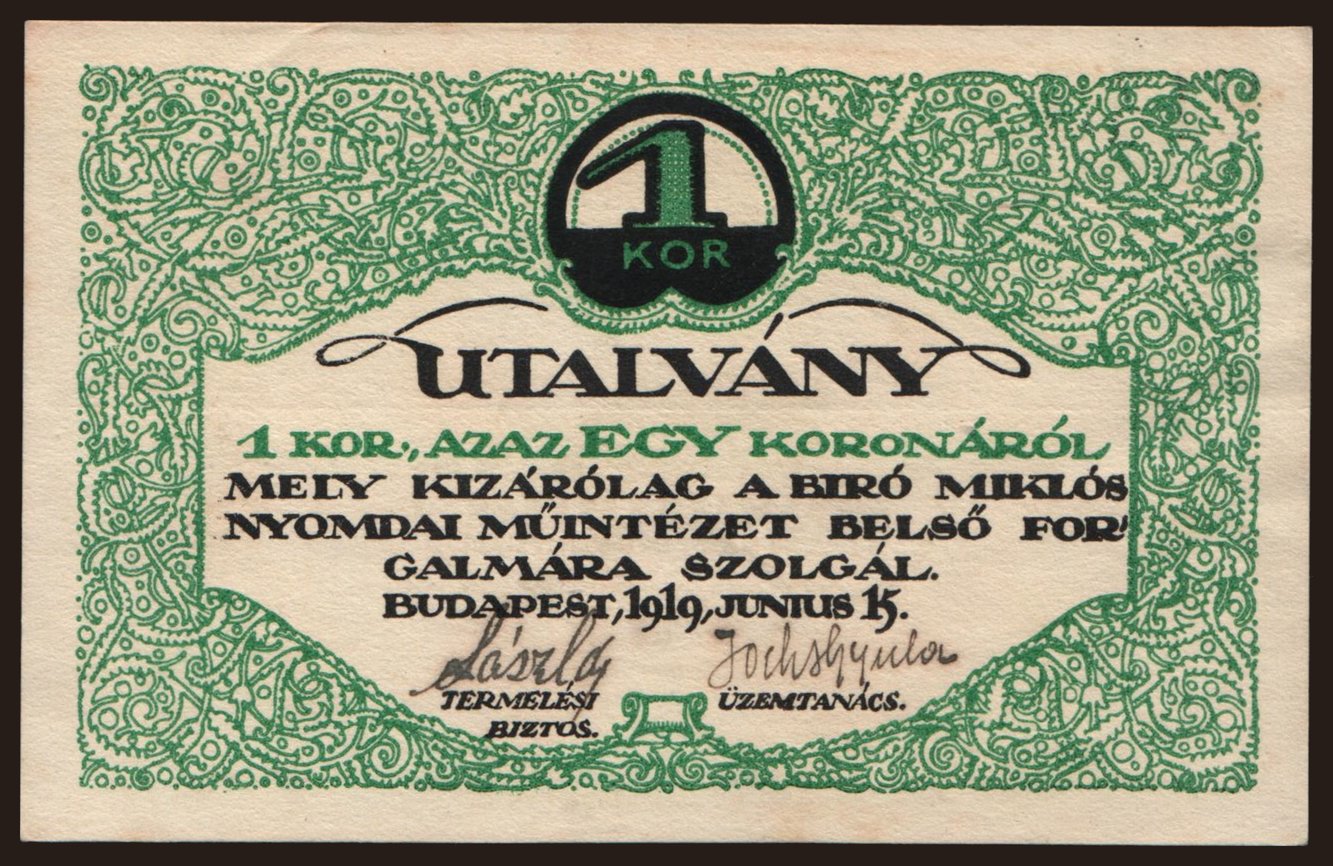 1
KOR
UTALVÁNY
1 KOR., AZAZ EGY KORONÁRÓL
MELY KIZÁRÓLAG A BIRÓ MIKLÓS
NYOMDAI MŰINTÉZET BELSŐ FOR-
GALMÁRA SZOLGÁL.
BUDAPEST, 1919, JUNIUS 15.
László
TERMELÉSI ÜZEMTANÁCS.
BIZTOS.